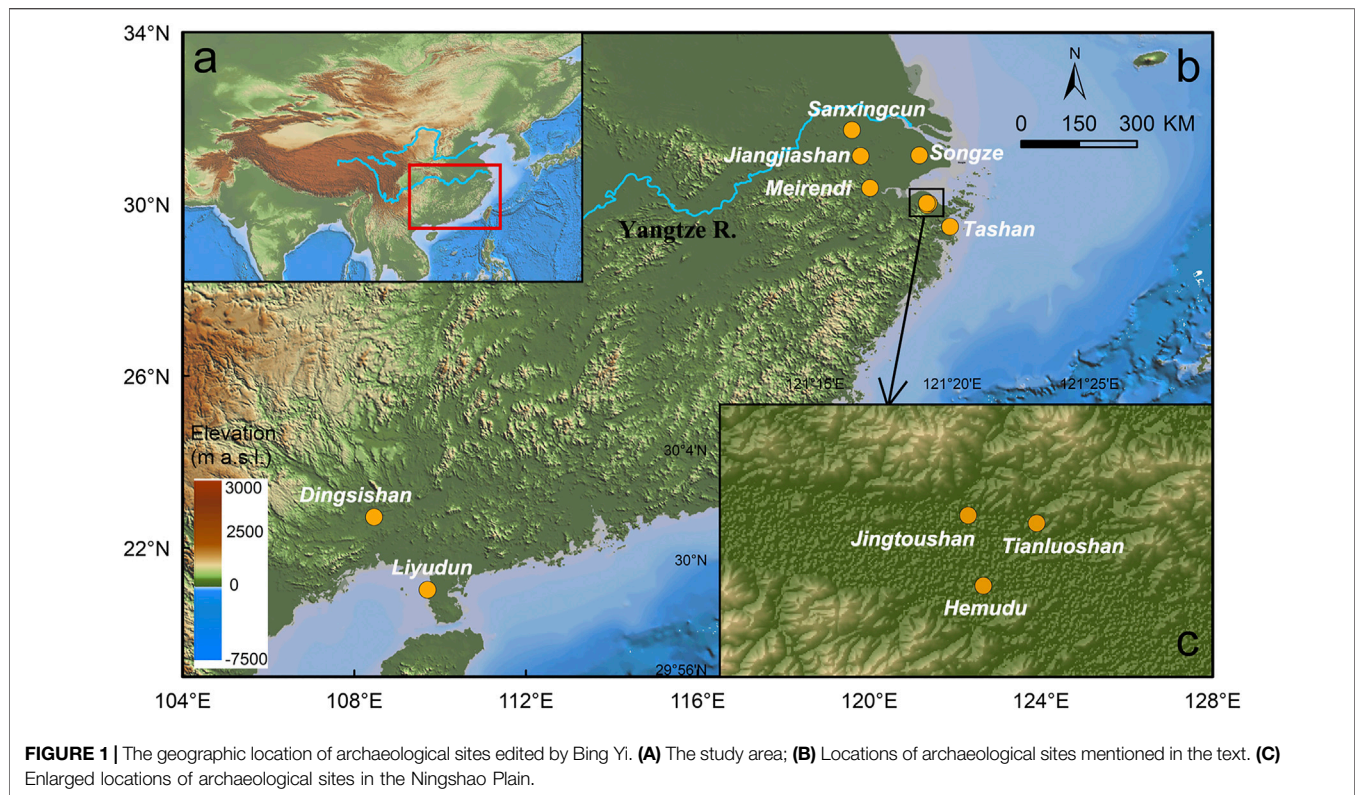 34°N
30°N
26°N
22°N
a
b
N
0 150 300 KM
Sanxingcun
Jiangjiashan
Songze
Meirendi
Tashan
Yangtze R.
121°15'E 121°20'E 121°25'E
Elevation
(m a.s.l.)
3000
2500
0
-7500
Dingsishan
Liyudun
30°4'N
30°N
29°56'N
Jingtoushan
Tianluoshan
Hemudu
c
104°E 108°E 112°E 116°E 120°E 124°E 128°E
FIGURE 1 | The geographic location of archaeological sites edited by Bing Yi. (A) The study area; (B) Locations of archaeological sites mentioned in the text. (C)
Enlarged locations of archaeological sites in the Ningshao Plain.